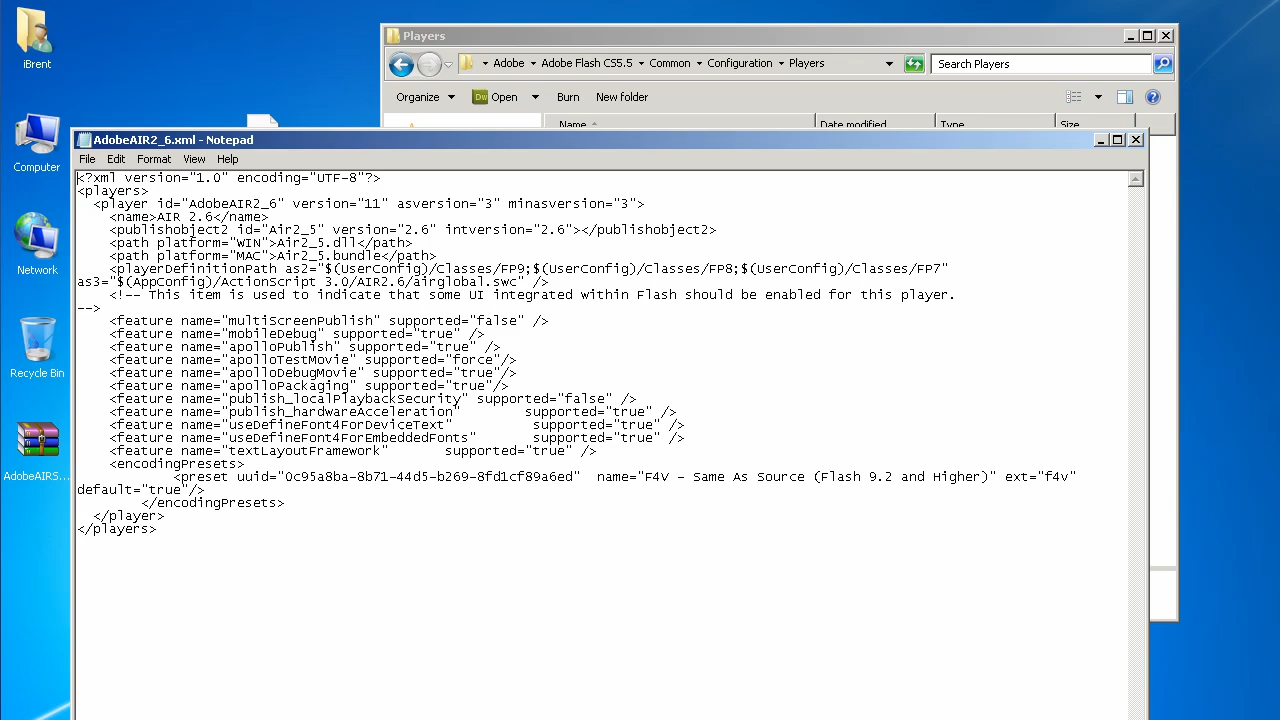 iBrent
Computer
Network
Recycle Bin
AdobeAIRS...
Players
Adobe Adobe Flash CS5.5 Common Configuration Players
Search Players
Organize Dw Open Burn New folder
Name Date modified Type Size
AdobeAIR2_6.xml - Notepad
File Edit Format View Help
<?xml version="1.0" encoding="UTF-8"?>
<players>
<player id="AdobeAIR2_6" version="11" asversion="3" minasversion="3">
<name>AIR 2.6</name>
<publishobject2 id="Air2_5" version="2.6" intversion="2.6"></publishobject2>
<path platform="WIN">Air2_5.dll</path>
<path platform="MAC">Air2_5.bundle</path>
<playerDefinitionPath as2="$(UserConfig)/Classes/FP9;$(UserConfig)/Classes/FP8;$(UserConfig)/Classes/FP7"
as3="$(AppConfig)/ActionScript 3.0/AIR2.6/airglobal.swc" />
<!-- This item is used to indicate that some UI integrated within Flash should be enabled for this player.
-->
<feature name="multiScreenPublish" supported="false" />
<feature name="mobileDebug" supported="true" />
<feature name="apolloPublish" supported="true" />
<feature name="apolloTestMovie" supported="force"/>
<feature name="apolloDebugMovie" supported="true"/>
<feature name="apolloPackaging" supported="true"/>
<feature name="publish_localPlaybackSecurity" supported="false" />
<feature name="publish_hardwareAcceleration" supported="true" />
<feature name="useDefineFont4ForDeviceText" supported="true" />
<feature name="useDefineFont4ForEmbeddedFonts" supported="true" />
<feature name="textLayoutFramework" supported="true" />
<encodingPresets>
<preset uuid="0c95a8ba-8b71-44d5-b269-8fd1cf89a6ed" name="F4V - Same As Source (Flash 9.2 and Higher)" ext="f4v"
default="true"/>
</encodingPresets>
</player>
</players>